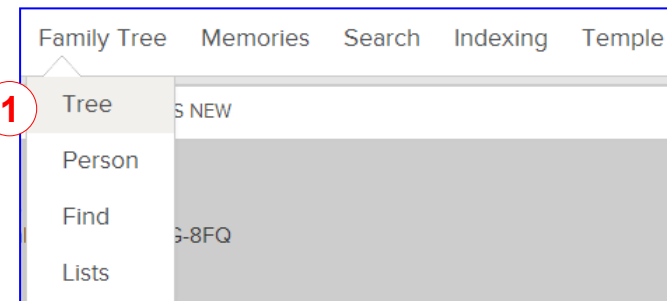 Family Tree Memories Search Indexing Temple
1 Tree S NEW
Person
Find G-8FQ
Lists